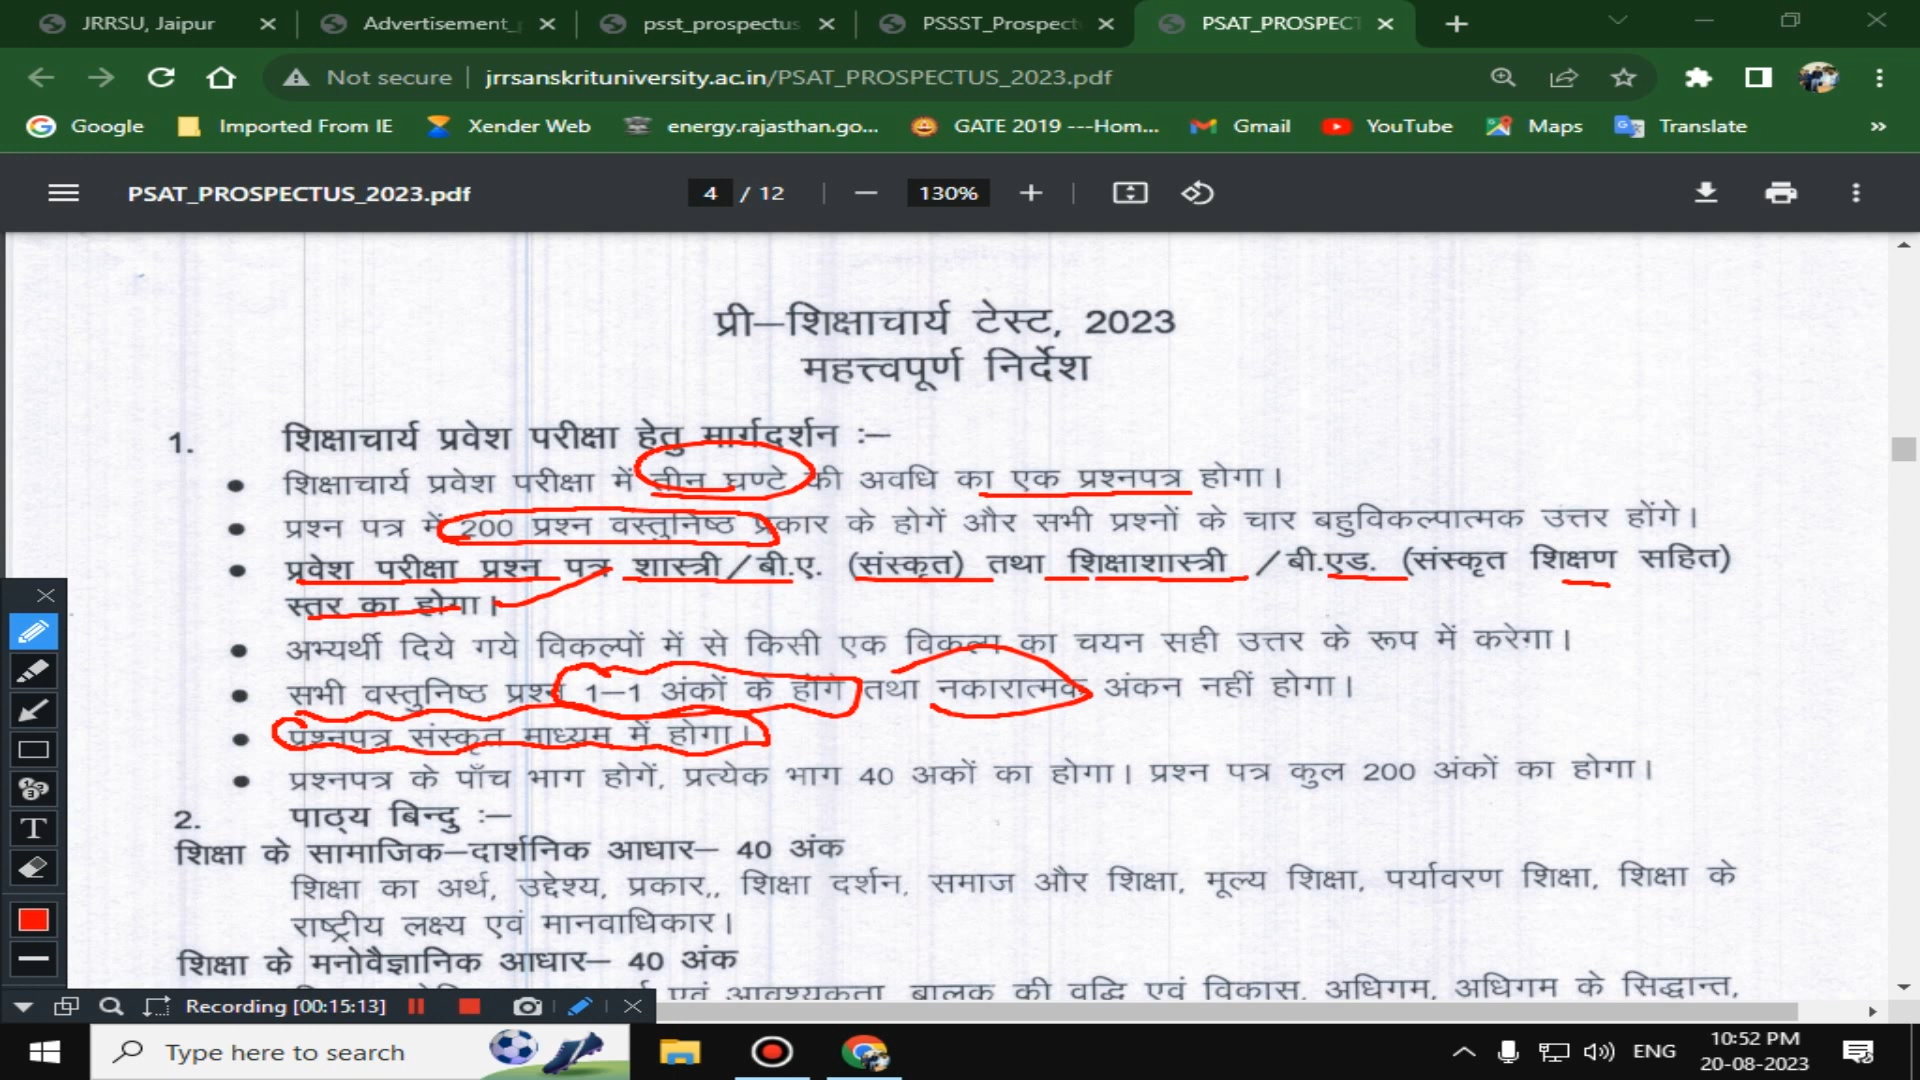 JRRSU, Jaipur
Advertisement_
psst_prospectus
PSSST_Prospect
PSAT_PROSPECT
Not secure
jrrsanskrituniversity.ac.in/PSAT_PROSPECTUS_2023.pdf
Google
Imported From IE
Xender Web
energy.rajasthan.go...
GATE 2019 ---Hom...
Gmail
YouTube
Maps
Translate
»
PSAT_PROSPECTUS_2023.pdf
4 / 12
130%
प्री–शिक्षाचार्य टेस्ट, 2023
महत्त्वपूर्ण निर्देश
1. शिक्षाचार्य प्रवेश परीक्षा हेतु मार्गदर्शन :–
• शिक्षाचार्य प्रवेश परीक्षा में तीन घण्टे की अवधि का एक प्रश्नपत्र होगा।
• प्रश्न पत्र में 200 प्रश्न वस्तुनिष्ठ प्रकार के होगें और सभी प्रश्नों के चार बहुविकल्पात्मक उत्तर होंगे।
• प्रवेश परीक्षा प्रश्न पत्र शास्त्री/बी.ए. (संस्कृत) तथा शिक्षाशास्त्री /बी.एड. (संस्कृत शिक्षण सहित)
स्तर का होगा।
• अभ्यर्थी दिये गये विकल्पों में से किसी एक विकल्प का चयन सही उत्तर के रूप में करेगा।
• सभी वस्तुनिष्ठ प्रश्न 1–1 अंकों के होंगे तथा नकारात्मक अंकन नहीं होगा।
• प्रश्नपत्र संस्कृत माध्यम में होगा।
• प्रश्नपत्र के पाँच भाग होगें, प्रत्येक भाग 40 अकों का होगा। प्रश्न पत्र कुल 200 अंकों का होगा।
2. पाठ्य बिन्दु :–
शिक्षा के सामाजिक–दार्शनिक आधार– 40 अंक
शिक्षा का अर्थ, उद्देश्य, प्रकार,, शिक्षा दर्शन, समाज और शिक्षा, मूल्य शिक्षा, पर्यावरण शिक्षा, शिक्षा के
राष्ट्रीय लक्ष्य एवं मानवाधिकार।
शिक्षा के मनोवैज्ञानिक आधार– 40 अंक
एवं आवश्यकता, बालक की वृद्धि एवं विकास, अधिगम, अधिगम के सिद्धान्त,
T
Recording [00:15:13]
Type here to search
ENG
10:52 PM
20-08-2023